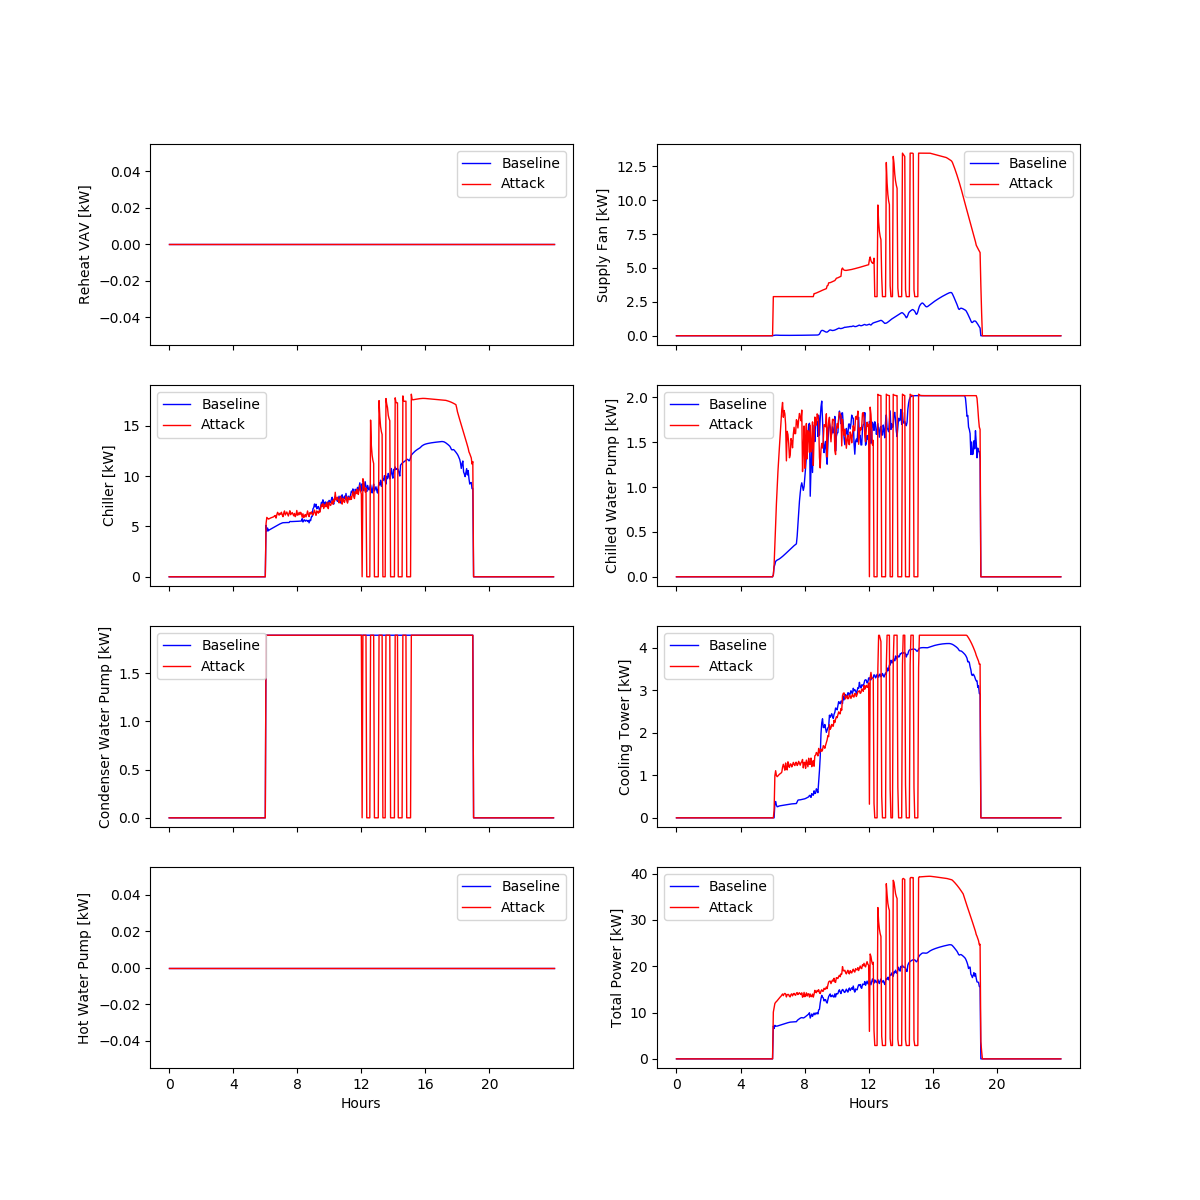 Reheat VAV [kW]
0.04
0.02
0.00
−0.02
−0.04
Baseline
Attack
Supply Fan [kW]
12.5
10.0
7.5
5.0
2.5
0.0
Baseline
Attack
Chiller [kW]
15
10
5
0
Baseline
Attack
Chilled Water Pump [kW]
2.0
1.5
1.0
0.5
0.0
Baseline
Attack
Condenser Water Pump [kW]
1.5
1.0
0.5
0.0
Baseline
Attack
Cooling Tower [kW]
4
3
2
1
0
Baseline
Attack
Hot Water Pump [kW]
0.04
0.02
0.00
−0.02
−0.04
Baseline
Attack
0 4 8 12 16 20
Hours
Total Power [kW]
40
30
20
10
0
Baseline
Attack
0 4 8 12 16 20
Hours